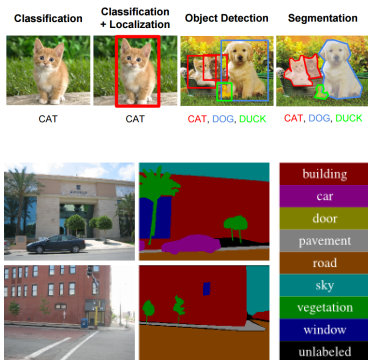 Classification
Classification
+ Localization
Object Detection
Segmentation
CAT
CAT
CAT, DOG, DUCK
CAT, DOG, DUCK
building
car
door
pavement
road
sky
vegetation
window
unlabeled